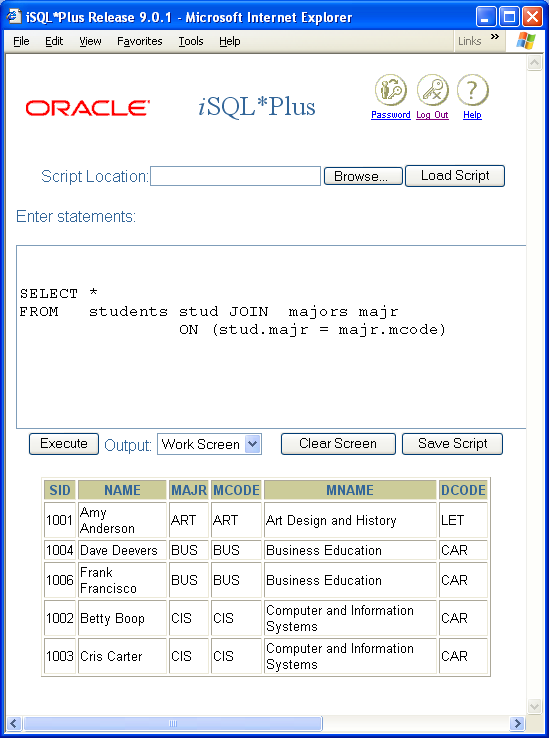 iSQL*Plus Release 9.0.1 - Microsoft Internet Explorer
File Edit View Favorites Tools Help Links »
ORACLE® iSQL*Plus
Password Log Out Help
Script Location: Browse... Load Script
Enter statements:
SELECT *
FROM students stud JOIN majors majr
ON (stud.majr = majr.mcode)
Execute Output: Work Screen Clear Screen Save Script
SID NAME MAJR MCODE MNAME DCODE
1001 Amy Anderson ART ART Art Design and History LET
1004 Dave Deevers BUS BUS Business Education CAR
1006 Frank Francisco BUS BUS Business Education CAR
1002 Betty Boop CIS CIS Computer and Information Systems CAR
1003 Cris Carter CIS CIS Computer and Information Systems CAR